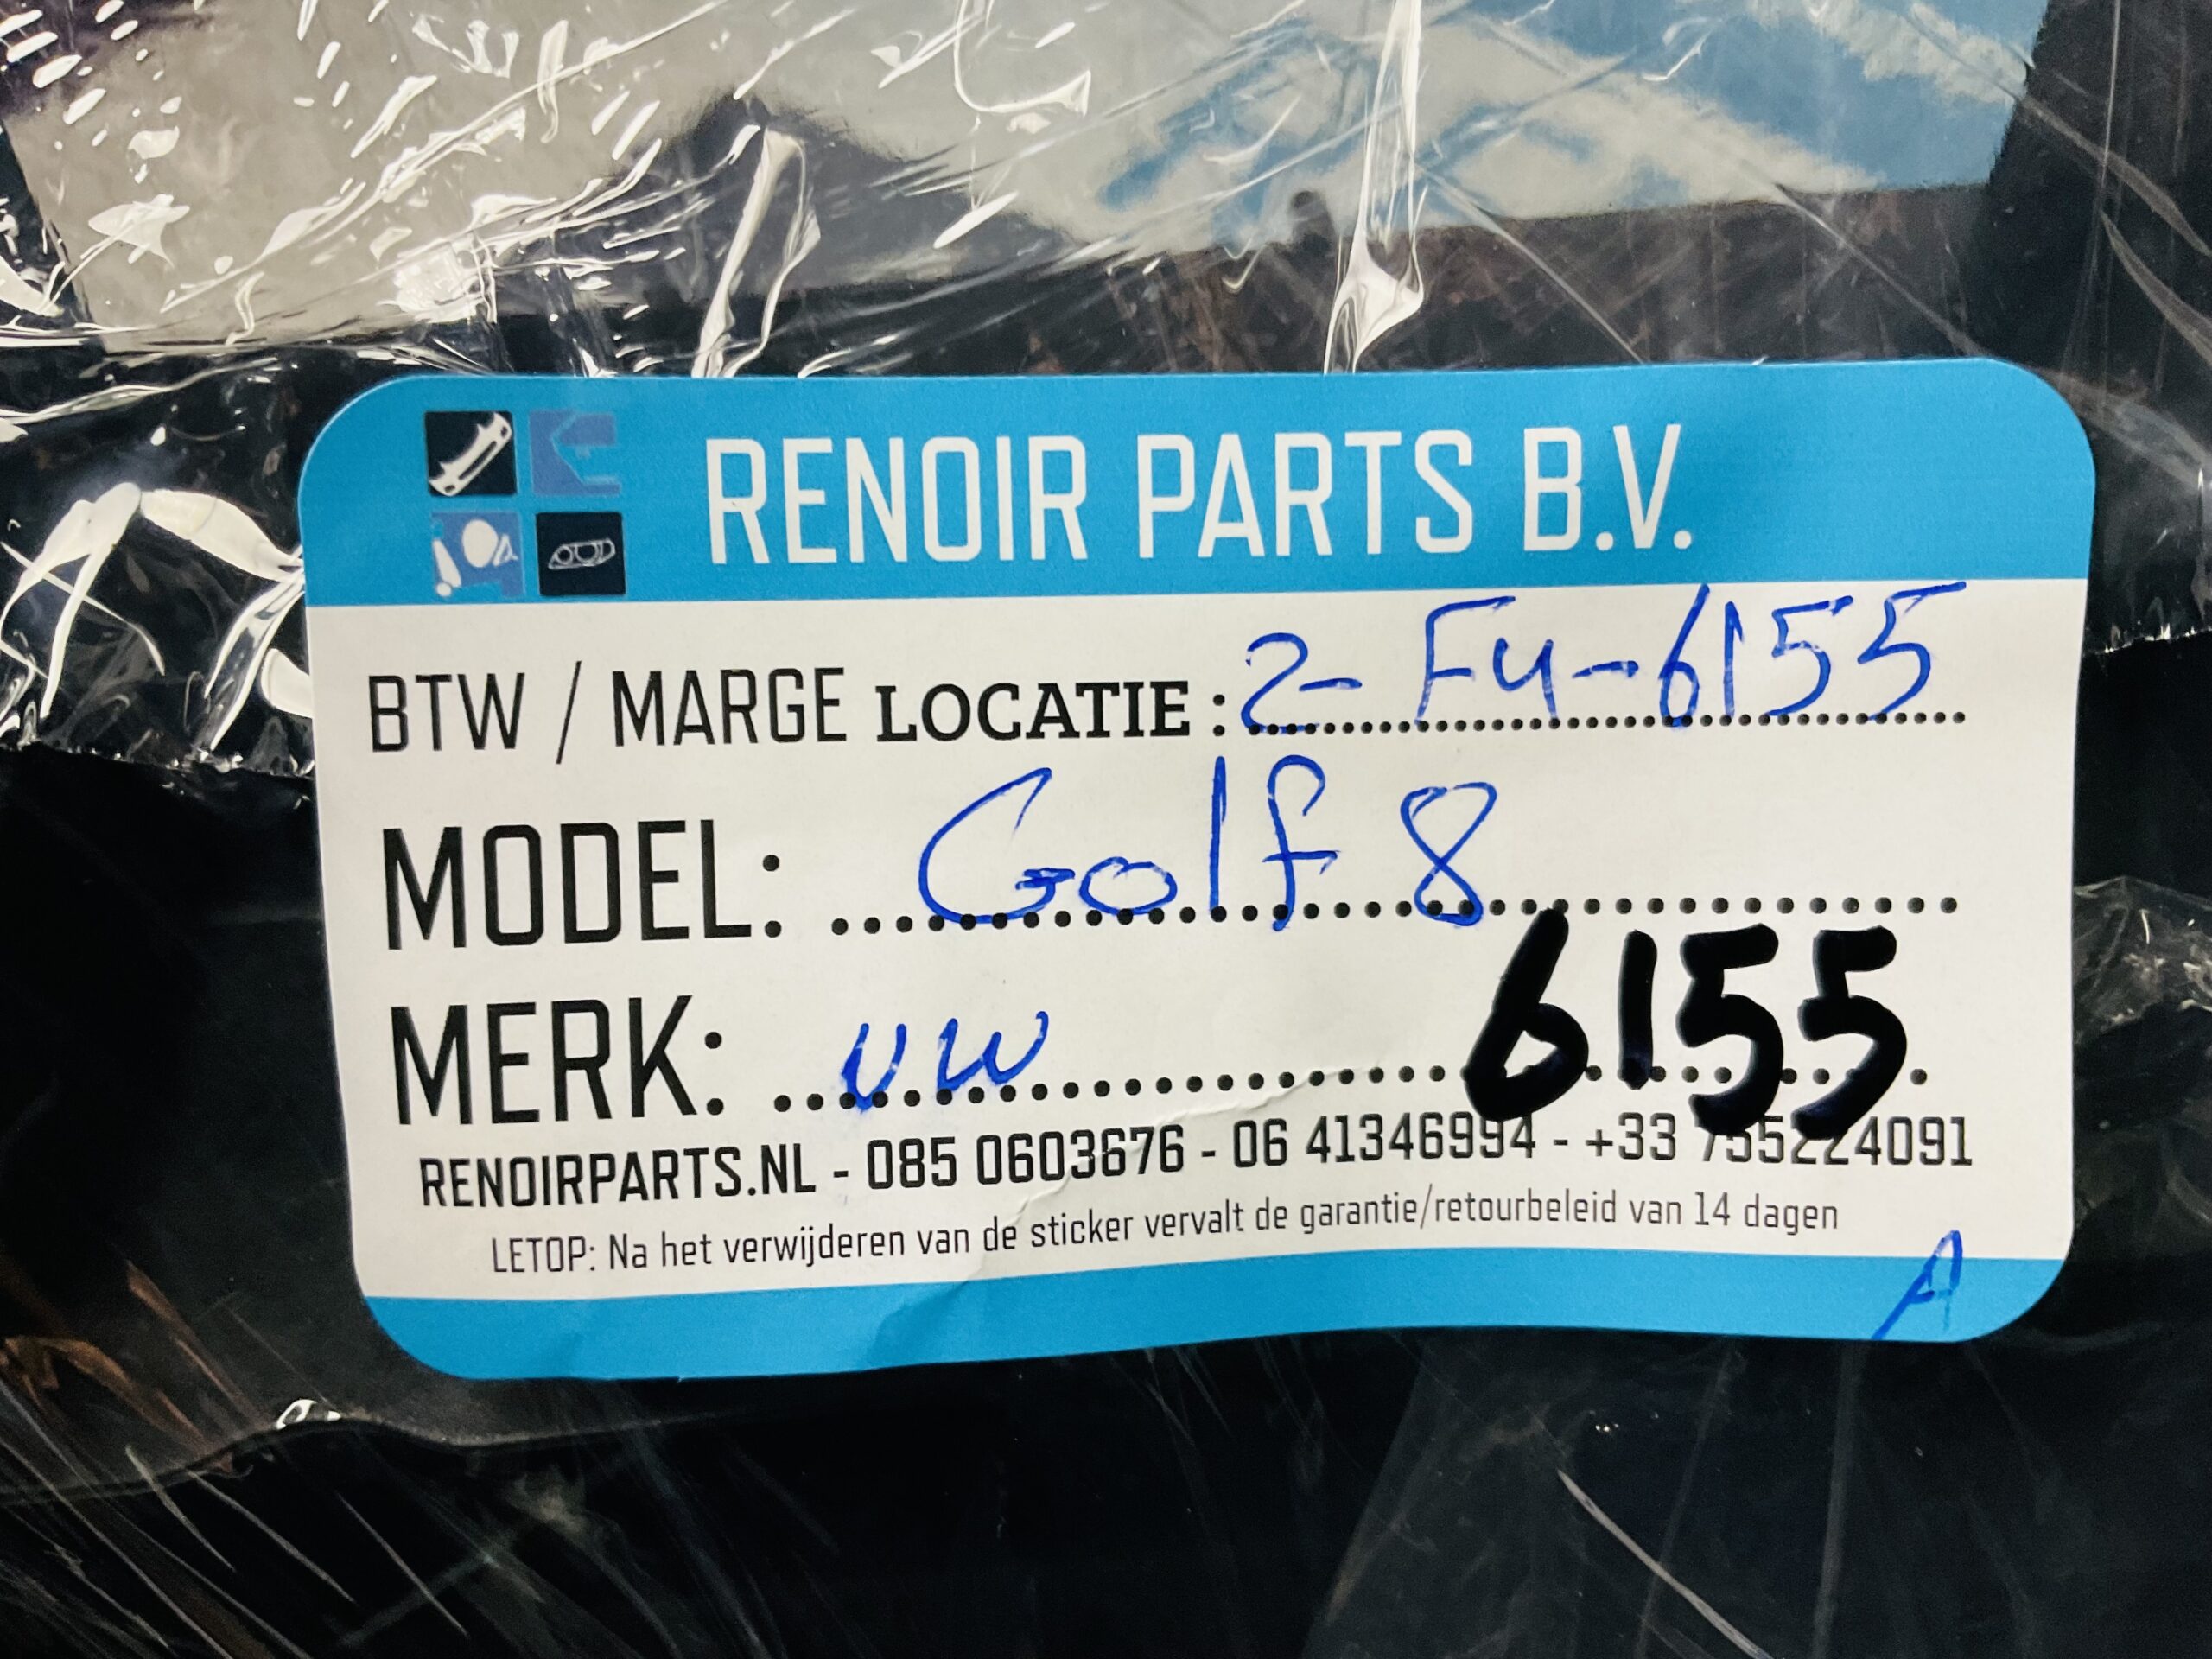 RENOIR PARTS B.V.
BTW / MARGE LOCATIE : 2-F4-6155
MODEL: Golf 8
MERK: VW 6155
RENOIRPARTS.NL - 085 0603676 - 06 41346994 - +33 755224091
LETOP: Na het verwijderen van de sticker vervalt de garantie/retourbeleid van 14 dagen
A